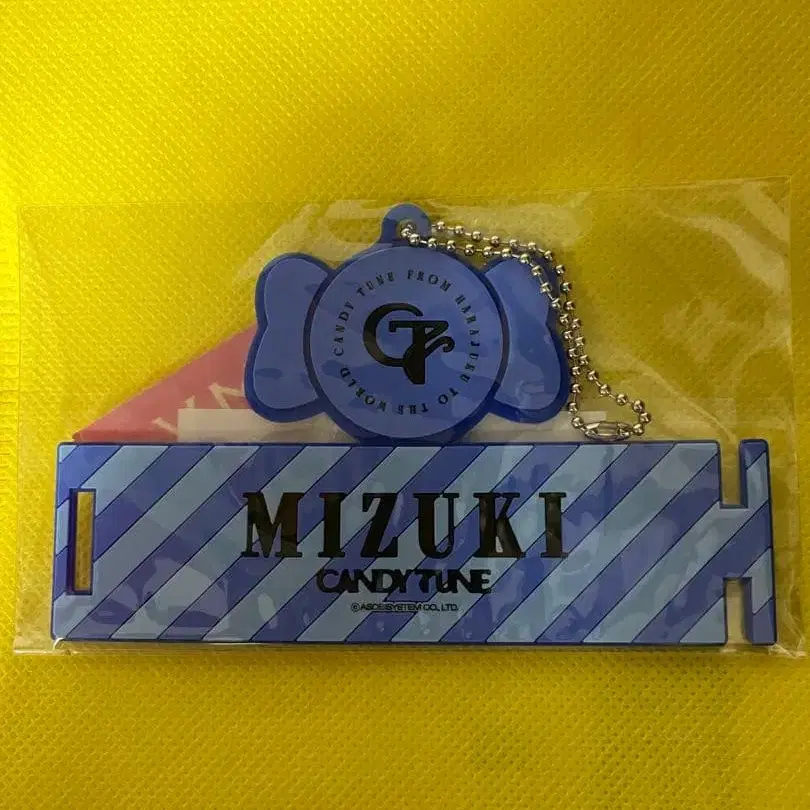 CANDY TUNE FROM HARAJUKU TO THE WORLD
CT
MIZUKI
CANDY TUNE
© ASOBISYSTEM CO., LTD.